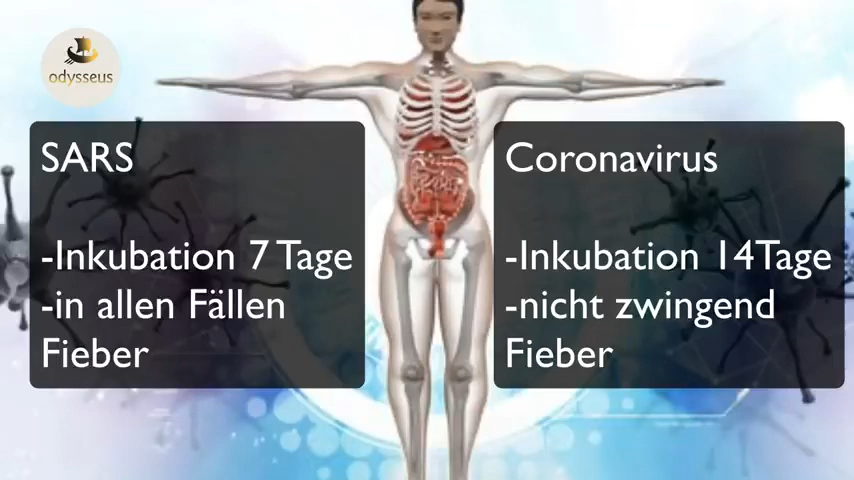 odysseus
SARS
-Inkubation 7 Tage
-in allen Fällen
Fieber
Coronavirus
-Inkubation 14Tage
-nicht zwingend
Fieber